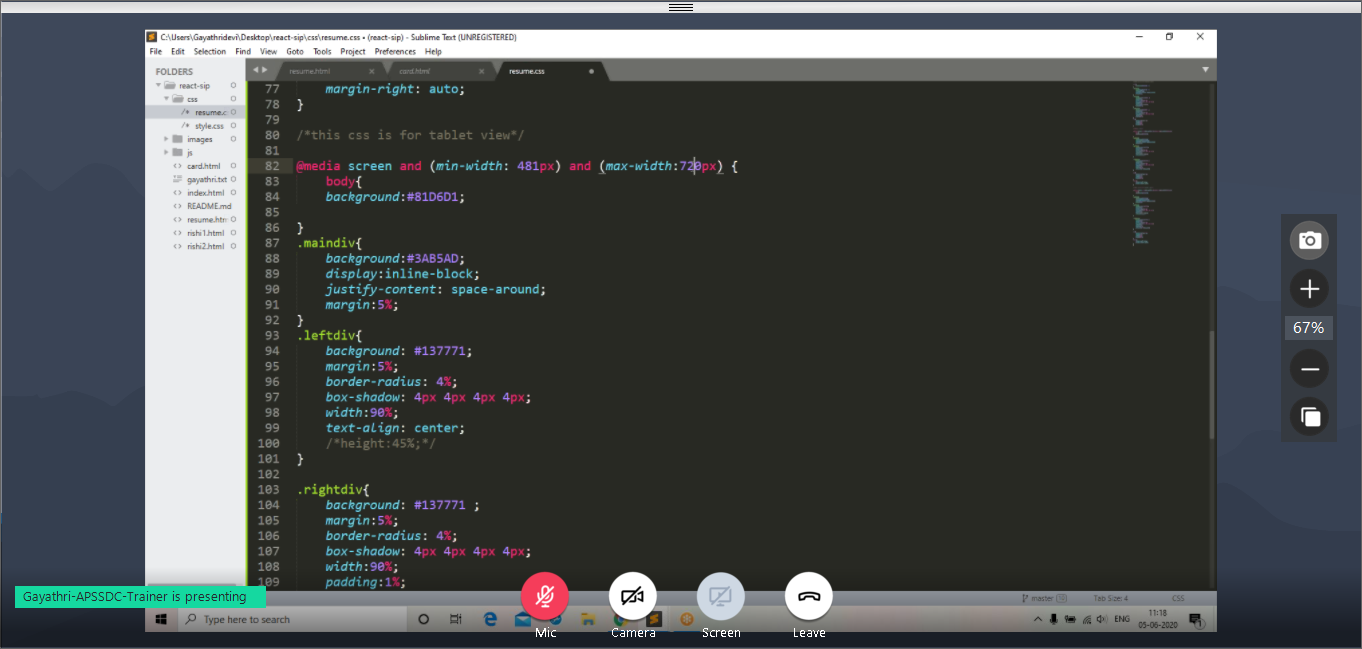 C:\Users\Gayathridevi\Desktop\react-sip\css\resume.css • (react-sip) - Sublime Text (UNREGISTERED)
File Edit Selection Find View Goto Tools Project Preferences Help
FOLDERS
react-sip
css
resume.c
style.css
images
js
card.html
gayathri.txt
index.html
README.md
resume.htm
rishi1.html
rishi2.html
resume.html
card.html
resume.css
77 margin-right: auto;
78 }
79
80 /*this css is for tablet view*/
81
82 @media screen and (min-width: 481px) and (max-width:720px) {
83 body{
84 background:#81D6D1;
85
86 }
87 .maindiv{
88 background:#3AB5AD;
89 display:inline-block;
90 justify-content: space-around;
91 margin:5%;
92 }
93 .leftdiv{
94 background: #137771;
95 margin:5%;
96 border-radius: 4%;
97 box-shadow: 4px 4px 4px 4px;
98 width:90%;
99 text-align: center;
100 /*height:45%;*/
101 }
102
103 .rightdiv{
104 background: #137771 ;
105 margin:5%;
106 border-radius: 4%;
107 box-shadow: 4px 4px 4px 4px;
108 width:90%;
109 padding:1%;
67%
Gayathri-APSSDC-Trainer is presenting
master
Tab Size: 4
CSS
Type here to search
ENG
11:18
05-06-2020
Mic
Camera
Screen
Leave